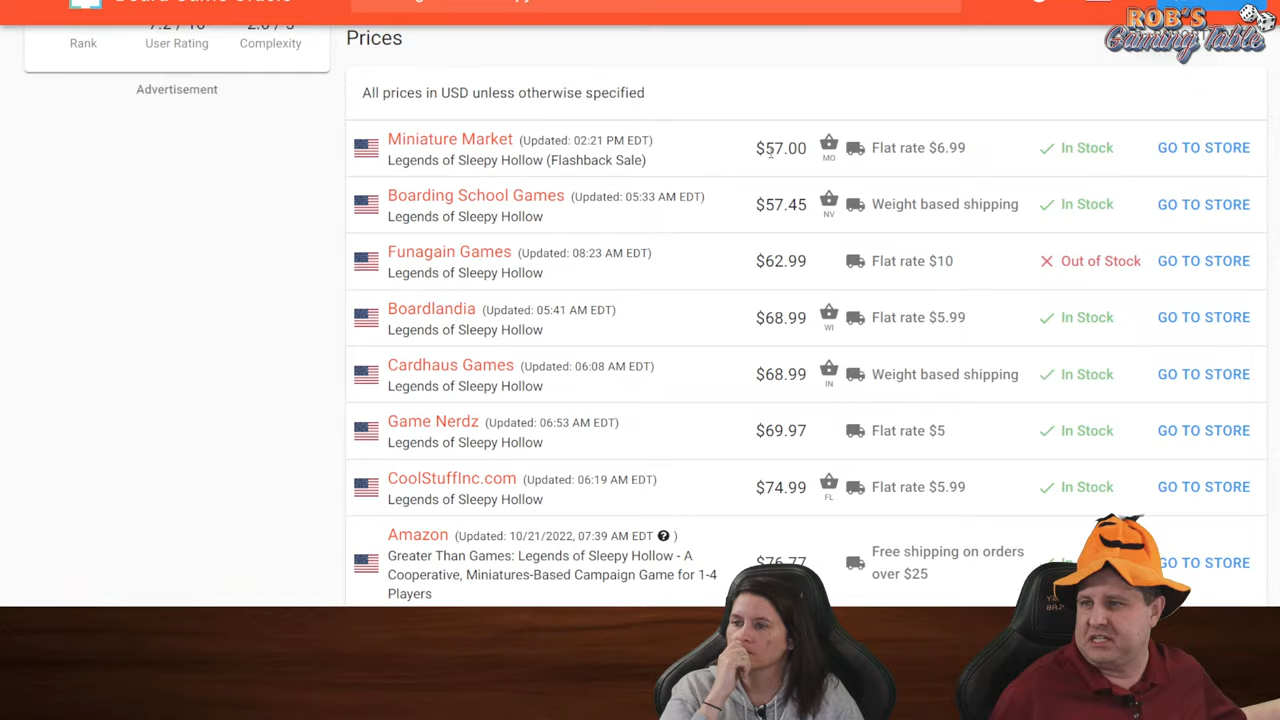 Rank
User Rating
Complexity
Advertisement
ROB'S
Gaming Table
Prices
All prices in USD unless otherwise specified
Miniature Market (Updated: 02:21 PM EDT)
Legends of Sleepy Hollow (Flashback Sale)
$57.00
MO
Flat rate $6.99
In Stock
GO TO STORE
Boarding School Games (Updated: 05:33 AM EDT)
Legends of Sleepy Hollow
$57.45
NV
Weight based shipping
In Stock
GO TO STORE
Funagain Games (Updated: 08:23 AM EDT)
Legends of Sleepy Hollow
$62.99
Flat rate $10
Out of Stock
GO TO STORE
Boardlandia (Updated: 05:41 AM EDT)
Legends of Sleepy Hollow
$68.99
WI
Flat rate $5.99
In Stock
GO TO STORE
Cardhaus Games (Updated: 06:08 AM EDT)
Legends of Sleepy Hollow
$68.99
IN
Weight based shipping
In Stock
GO TO STORE
Game Nerdz (Updated: 06:53 AM EDT)
Legends of Sleepy Hollow
$69.97
Flat rate $5
In Stock
GO TO STORE
CoolStuffInc.com (Updated: 06:19 AM EDT)
Legends of Sleepy Hollow
$74.99
FL
Flat rate $5.99
In Stock
GO TO STORE
Amazon (Updated: 10/21/2022, 07:39 AM EDT ? )
Greater Than Games: Legends of Sleepy Hollow - A
Cooperative, Miniatures-Based Campaign Game for 1-4
Players
$76.77
Free shipping on orders
over $25
GO TO STORE